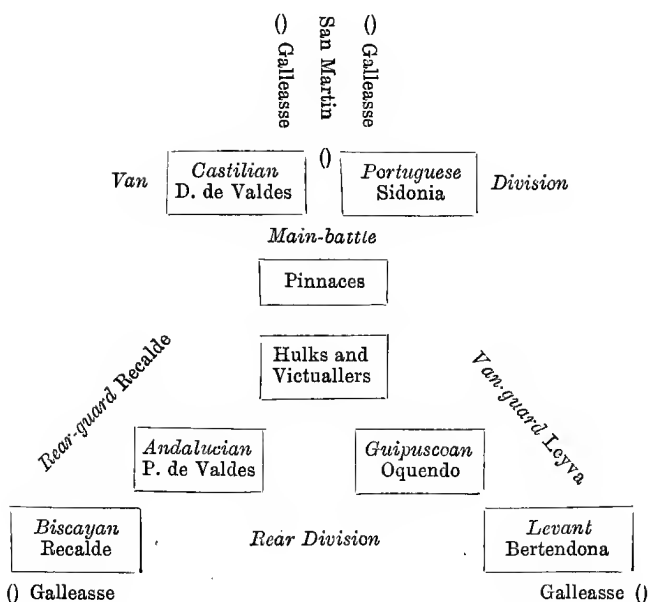 () Galleasse
San Martin
() Galleasse
()
Van
Castilian
D. de Valdes
Portuguese
Sidonia
Division
Main-battle
Pinnaces
Hulks and
Victuallers
Rear-guard Recalde
Van-guard Leyva
Andalucian
P. de Valdes
Guipuscoan
Oquendo
Biscayan
Recalde
Rear Division
Levant
Bertendona
() Galleasse
Galleasse ()